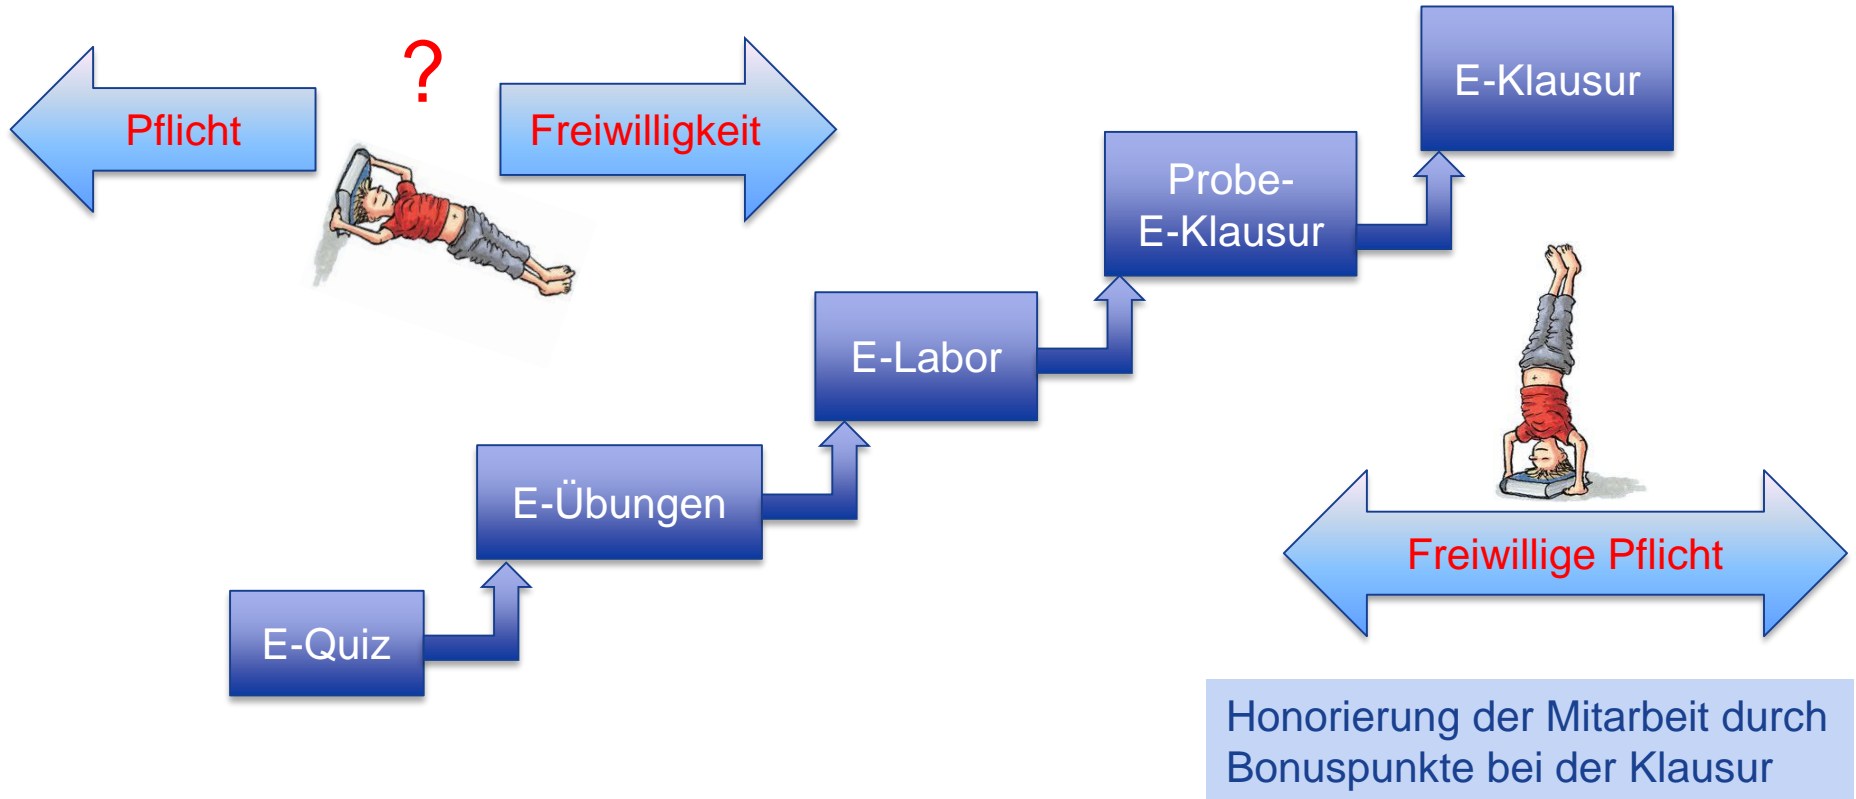 ?
Pflicht
Freiwilligkeit
E-Klausur
Probe-
E-Klausur
E-Labor
E-Übungen
E-Quiz
Freiwillige Pflicht
Honorierung der Mitarbeit durch
Bonuspunkte bei der Klausur